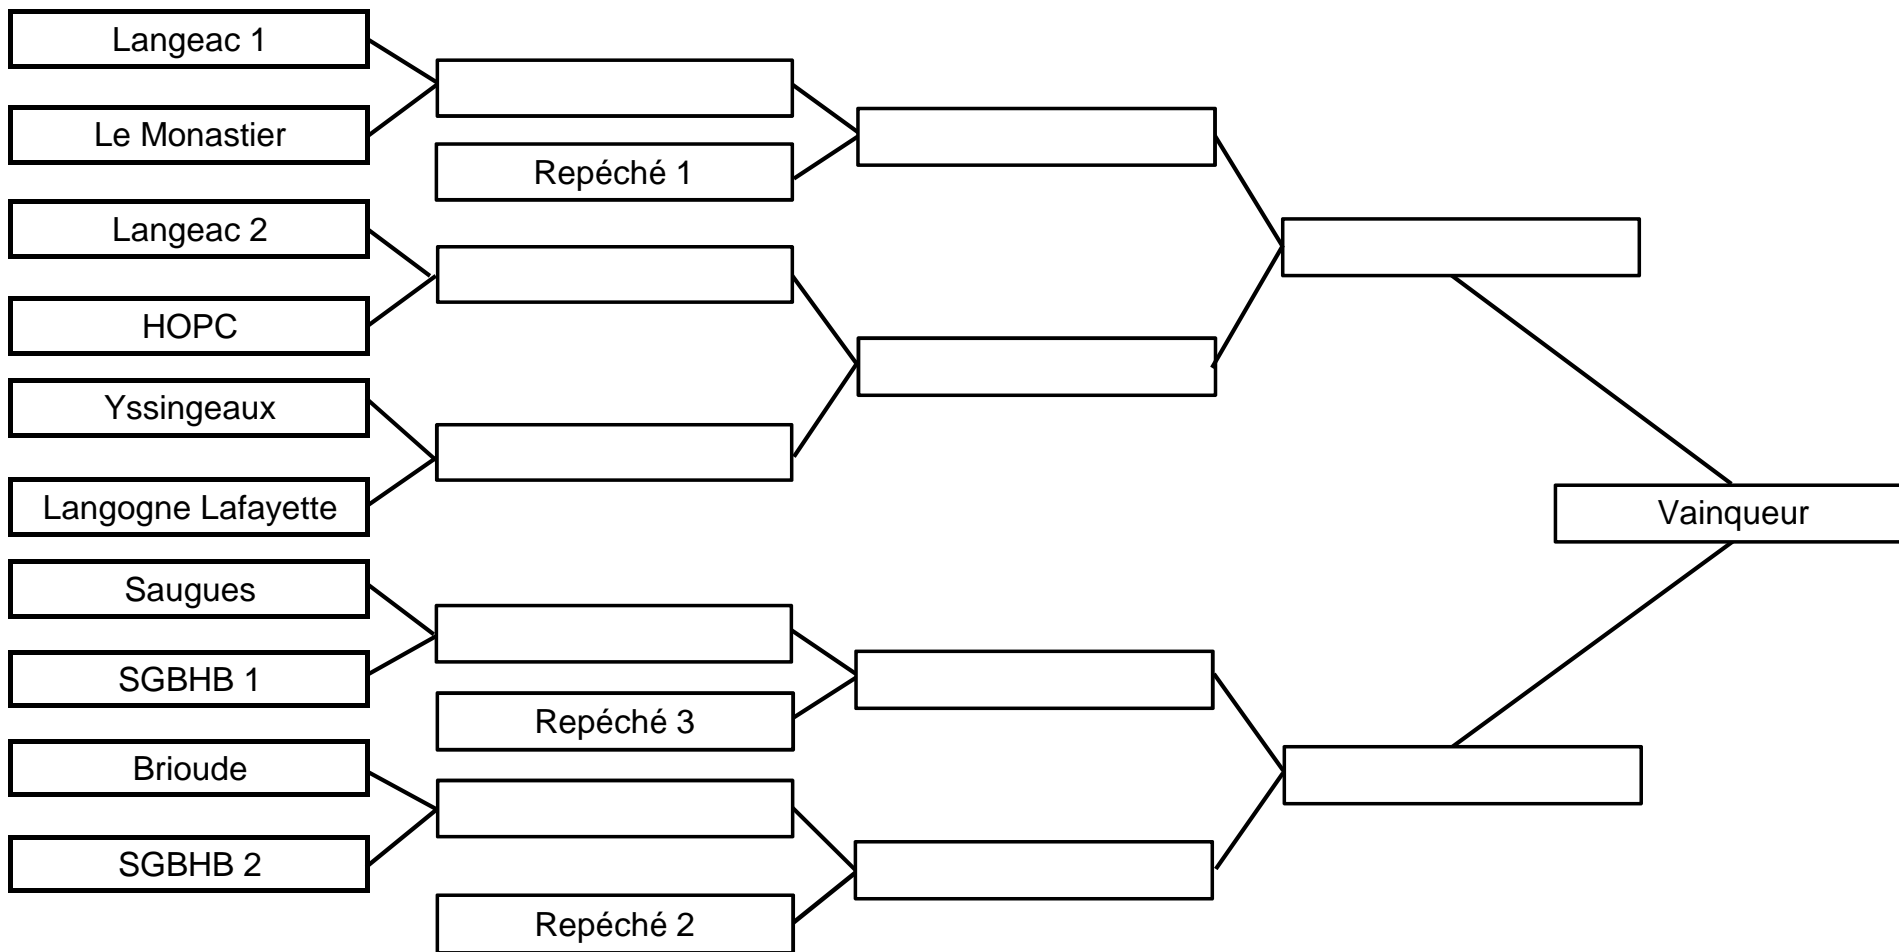 Langeac 1
Le Monastier
Repéché 1
Langeac 2
HOPC
Yssingeaux
Langogne Lafayette
Vainqueur
Saugues
SGBHB 1
Repéché 3
Brioude
SGBHB 2
Repéché 2